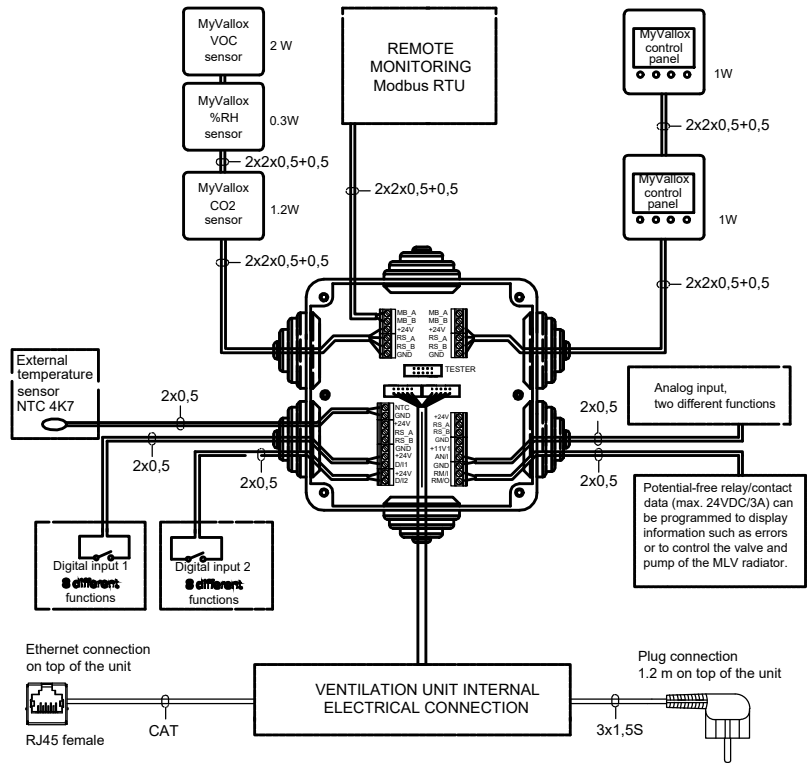 MyVallox
VOC
sensor
2 W
MyVallox
%RH
sensor
0.3W
2x2x0,5+0,5
MyVallox
CO2
sensor
1.2W
2x2x0,5+0,5
REMOTE
MONITORING
Modbus RTU
2x2x0,5+0,5
MyVallox
control
panel
1W
2x2x0,5+0,5
MyVallox
control
panel
1W
2x2x0,5+0,5
MB_A
MB_B
+24V
RS_A
RS_B
GND
MB_A
MB_B
+24V
RS_A
RS_B
GND
TESTER
NTC
GND
+24V
RS_A
RS_B
GND
+24V
D/I1
+24V
D/I2
+24V
RS_A
RS_B
GND
+11V1
AN/I
GND
RM/I
RM/O
External
temperature
sensor
NTC 4K7
2x0,5
2x0,5
2x0,5
Digital input 1
8 different
functions
Digital input 2
8 different
functions
Analog input,
two different functions
2x0,5
2x0,5
Potential-free relay/contact
data (max. 24VDC/3A) can
be programmed to display
information such as errors
or to control the valve and
pump of the MLV radiator.
Ethernet connection
on top of the unit
RJ45 female
CAT
VENTILATION UNIT INTERNAL
ELECTRICAL CONNECTION
3x1,5S
Plug connection
1.2 m on top of the unit